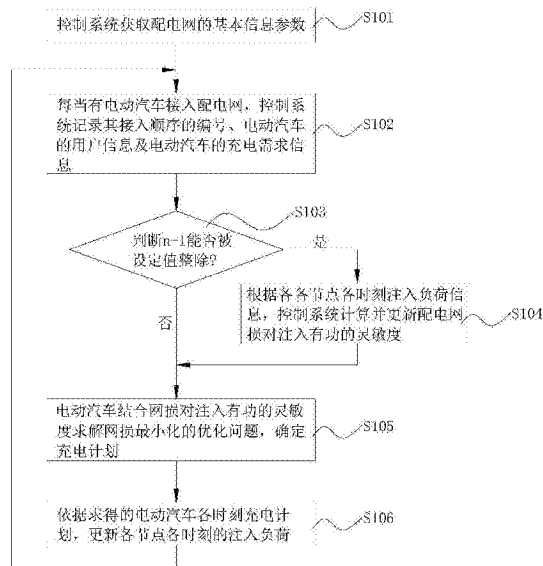 控制系统获取配电网的基本信息参数
S101
每当有电动汽车接入配电网，控制系
统记录其接入顺序的编号、电动汽车
的用户信息及电动汽车的充电需求信
息
S102
S103
判断n-1能否被
设定值整除?
是
否
根据各各节点各时刻注入负荷信
息，控制系统计算并更新配电网
损对注入有功的灵敏度
S104
电动汽车结合网损对注入有功的灵敏
度求解网损最小化的优化问题，确定
充电计划
S105
依据求得的电动汽车各时刻充电计
划，更新各节点各时刻的注入负荷
S106